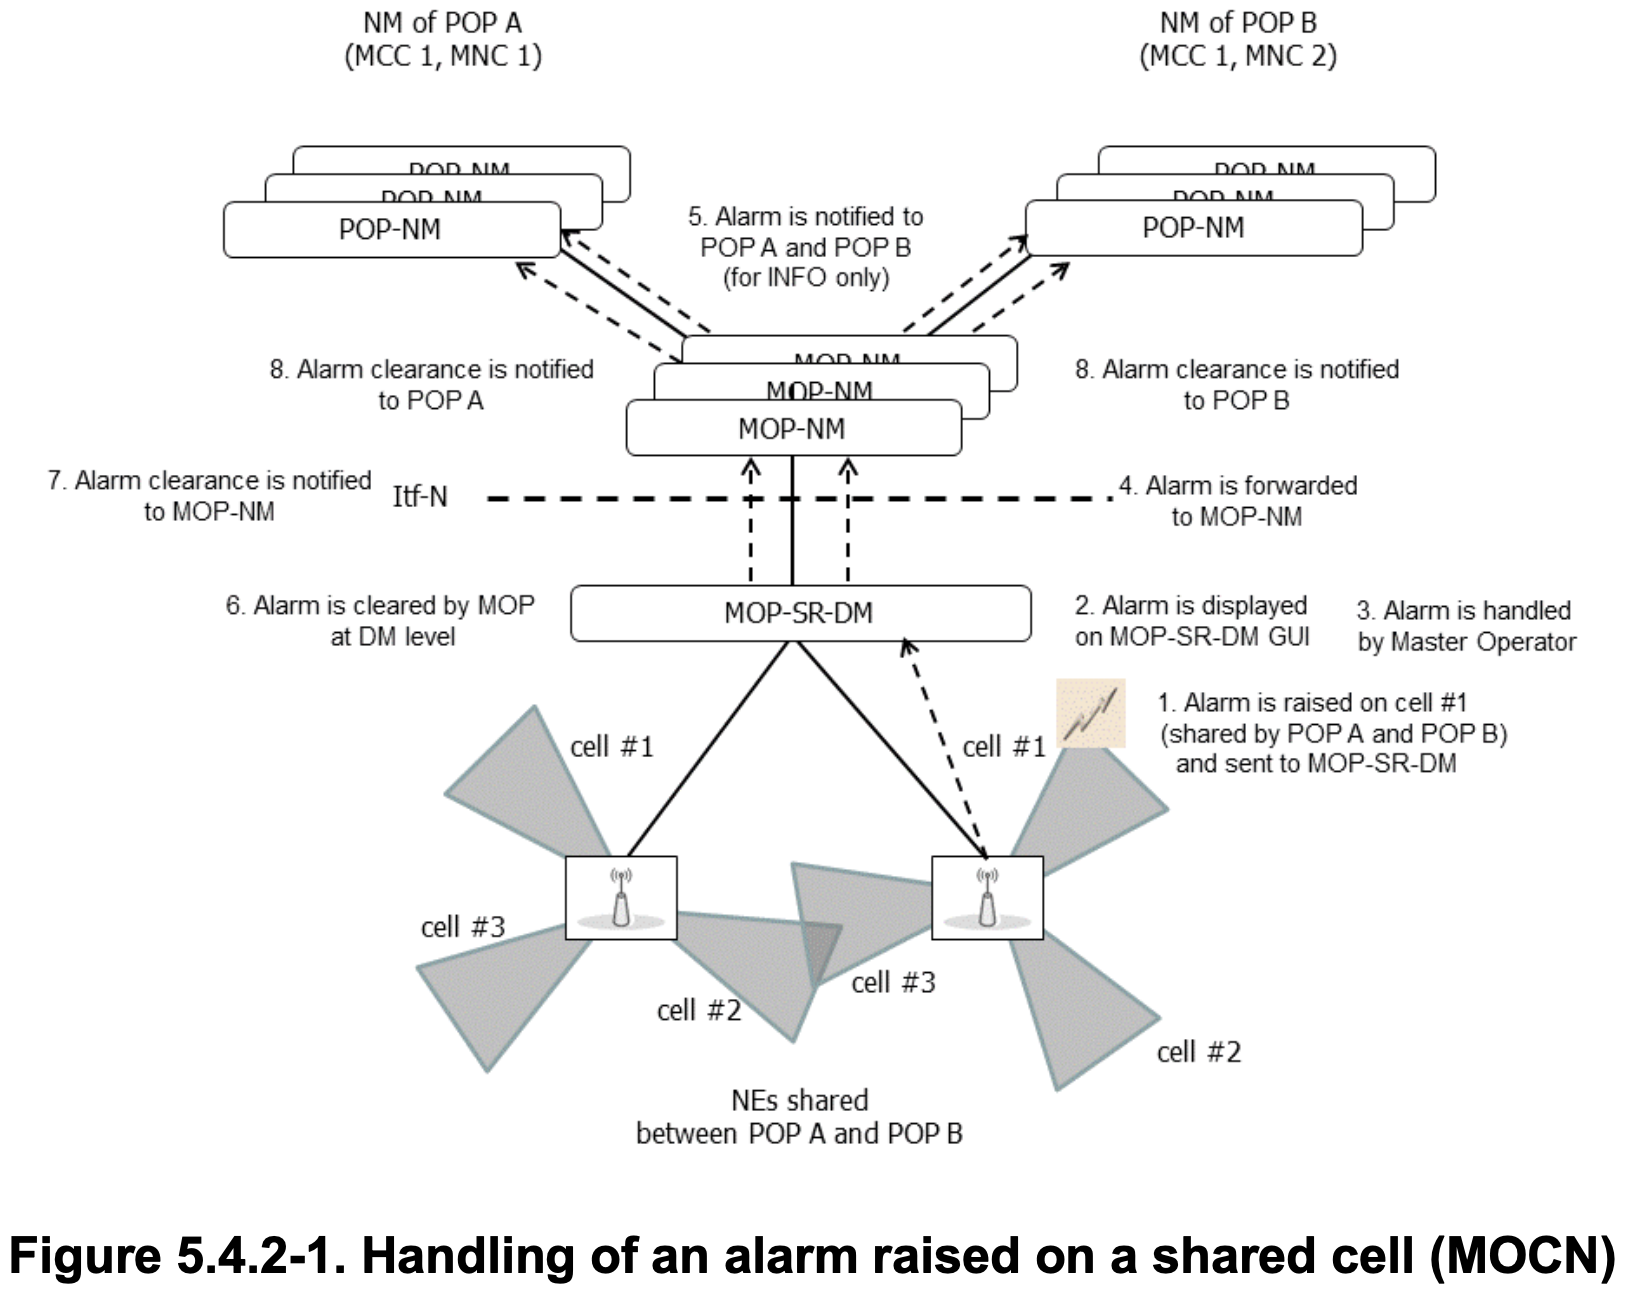 NM of POP A
(MCC 1, MNC 1)
NM of POP B
(MCC 1, MNC 2)
POP-NM
POP-NM
POP-NM
POP-NM
POP-NM
POP-NM
5. Alarm is notified to
POP A and POP B
(for INFO only)
MOP-NM
MOP-NM
MOP-NM
8. Alarm clearance is notified
to POP A
8. Alarm clearance is notified
to POP B
7. Alarm clearance is notified
to MOP-NM
Itf-N
4. Alarm is forwarded
to MOP-NM
6. Alarm is cleared by MOP
at DM level
MOP-SR-DM
2. Alarm is displayed
on MOP-SR-DM GUI
3. Alarm is handled
by Master Operator
1. Alarm is raised on cell #1
(shared by POP A and POP B)
and sent to MOP-SR-DM
cell #1
cell #1
cell #3
cell #2
cell #3
cell #2
NEs shared
between POP A and POP B
Figure 5.4.2-1. Handling of an alarm raised on a shared cell (MOCN)